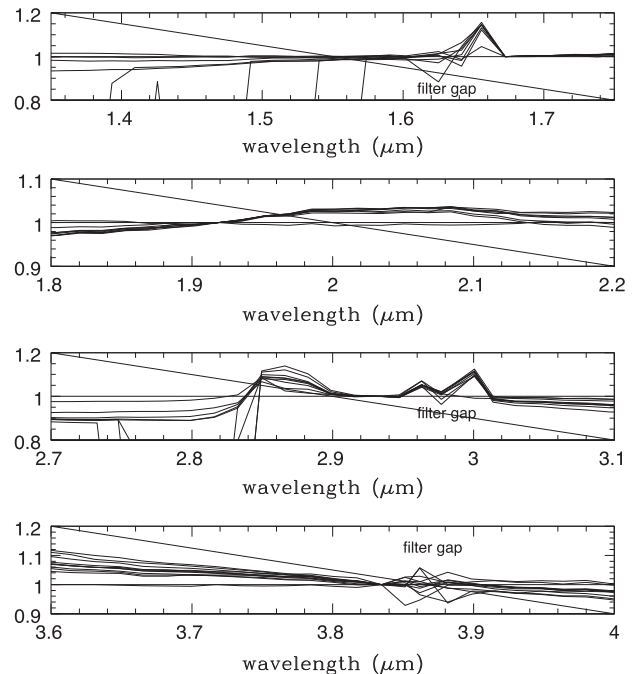 1.2
1
0.8
filter gap
1.4 1.5 1.6 1.7
wavelength (μm)
1.1
1
0.9
1.8 1.9 2 2.1 2.2
wavelength (μm)
1.2
1
0.8
filter gap
2.7 2.8 2.9 3 3.1
wavelength (μm)
1.2
1.1
1
0.9
filter gap
3.6 3.7 3.8 3.9 4
wavelength (μm)